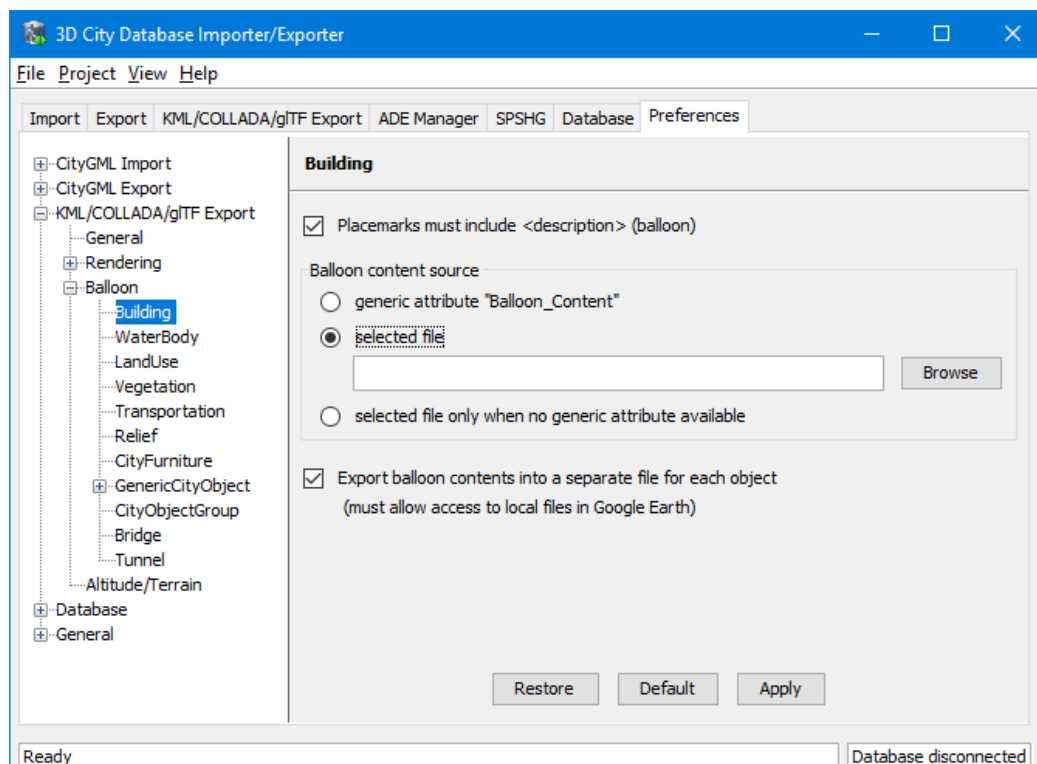 3D City Database Importer/Exporter
File Project View Help
Import Export KML/COLLADA/glTF Export ADE Manager SPSHG Database Preferences
CityGML Import
CityGML Export
KML/COLLADA/glTF Export
General
Rendering
Balloon
Building
WaterBody
LandUse
Vegetation
Transportation
Relief
CityFurniture
GenericCityObject
CityObjectGroup
Bridge
Tunnel
Altitude/Terrain
Database
General
Building
Placemarks must include <description> (balloon)
Balloon content source
generic attribute "Balloon_Content"
selected file
Browse
selected file only when no generic attribute available
Export balloon contents into a separate file for each object
(must allow access to local files in Google Earth)
Restore Default Apply
Ready Database disconnected